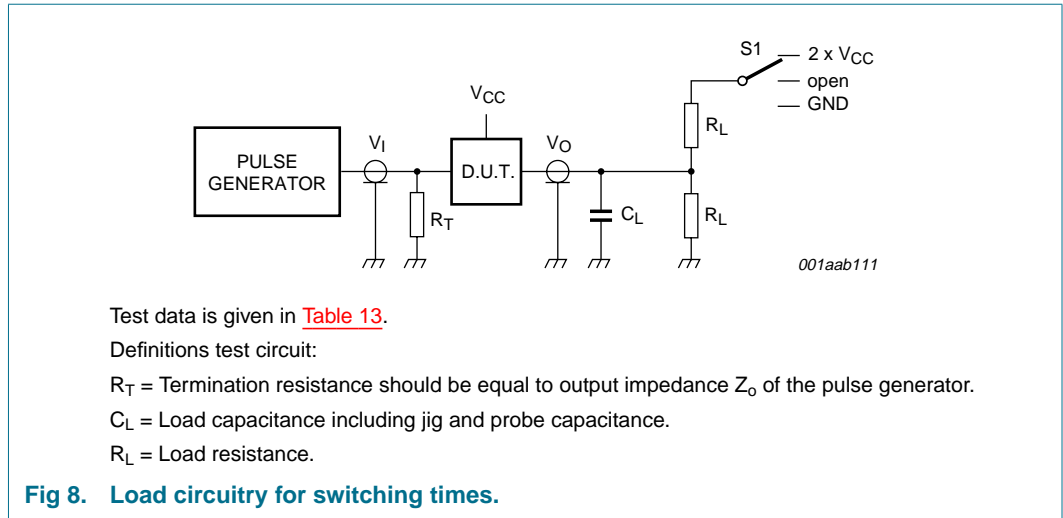 S1
2 x VCC
open
GND
VCC
RL
VI
VO
PULSE
GENERATOR
D.U.T.
RT
CL
RL
001aab111
Test data is given in Table 13.
Definitions test circuit:
RT = Termination resistance should be equal to output impedance Zo of the pulse generator.
CL = Load capacitance including jig and probe capacitance.
RL = Load resistance.
Fig 8. Load circuitry for switching times.